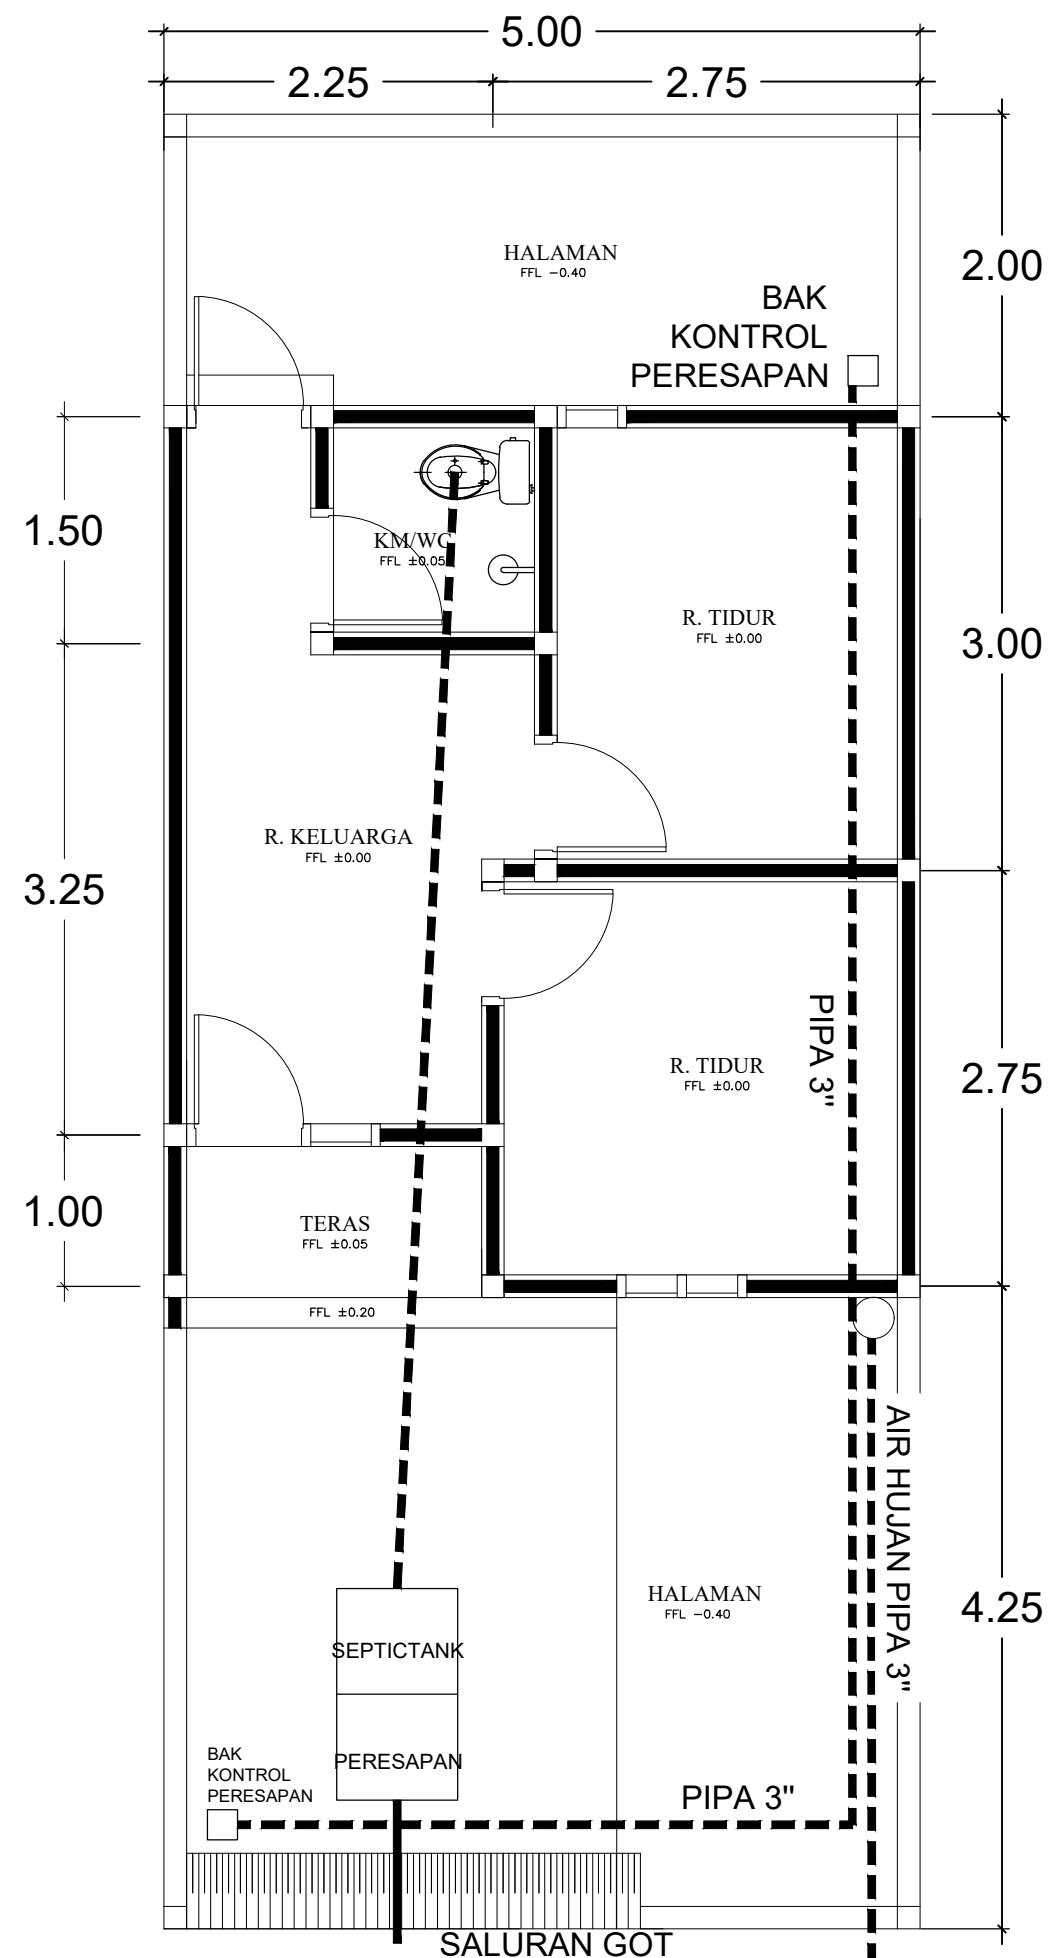 5.00
2.25
2.75
HALAMAN
FFL -0.40
2.00
BAK
KONTROL
PERESAPAN
1.50
KM/WC
FFL ±0.05
R. TIDUR
FFL ±0.00
3.00
R. KELUARGA
FFL ±0.00
3.25
PIPA 3"
R. TIDUR
FFL ±0.00
2.75
1.00
TERAS
FFL ±0.05
FFL ±0.20
AIR HUJAN PIPA 3"
HALAMAN
FFL -0.40
4.25
SEPTICTANK
PERESAPAN
BAK
KONTROL
PERESAPAN
PIPA 3"
SALURAN GOT